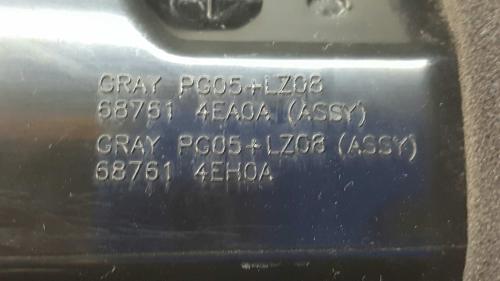 GRAY PG05+LZ08
68761 4EA0A (ASSY)
GRAY PG05+LZ08 (ASSY)
68761 4EH0A